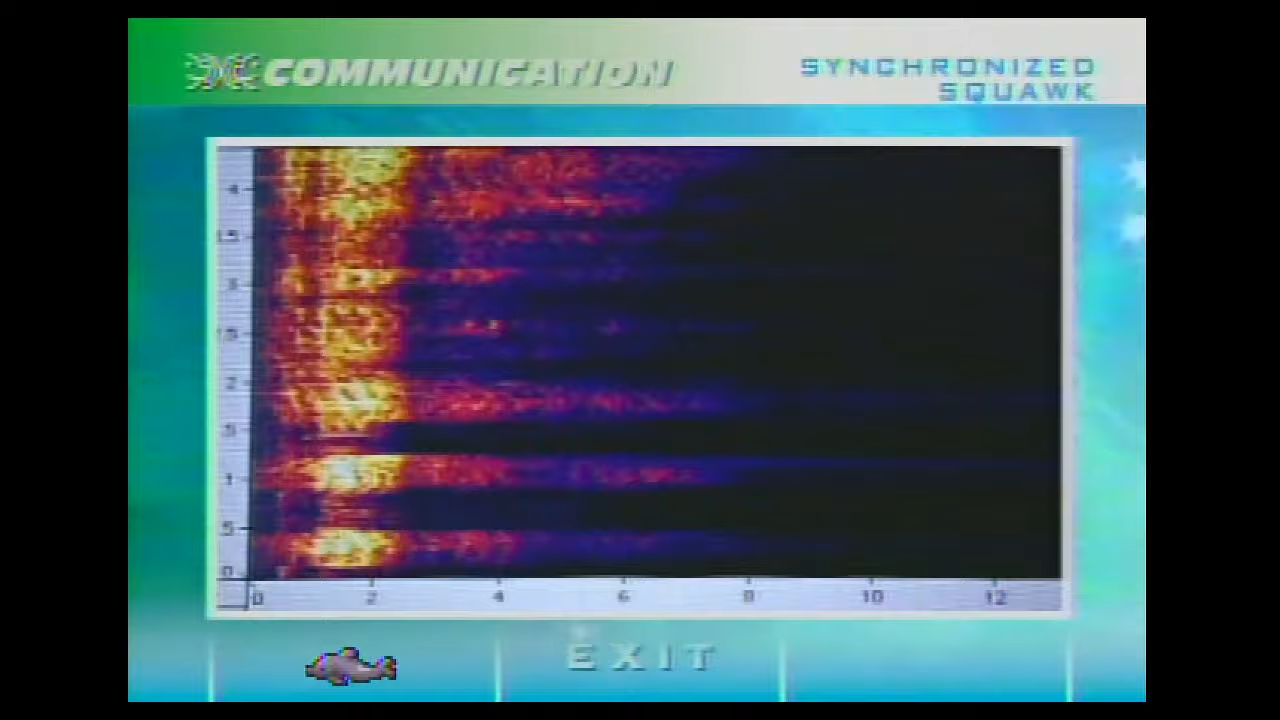 COMMUNICATION
SYNCHRONIZED
SQUAWK
4
3
2
1
0
0 2 4 6 8 10 12
EXIT